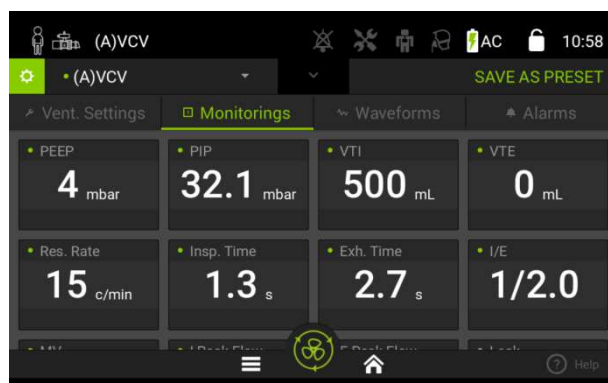 (A)VCV AC 10:58
(A)VCV SAVE AS PRESET
Vent. Settings Monitorings Waveforms Alarms
PEEP PIP VTI VTE
4 mbar 32.1 mbar 500 mL 0 mL
Res. Rate Insp. Time Exh. Time I/E
15 c/min 1.3 s 2.7 s 1/2.0
Help